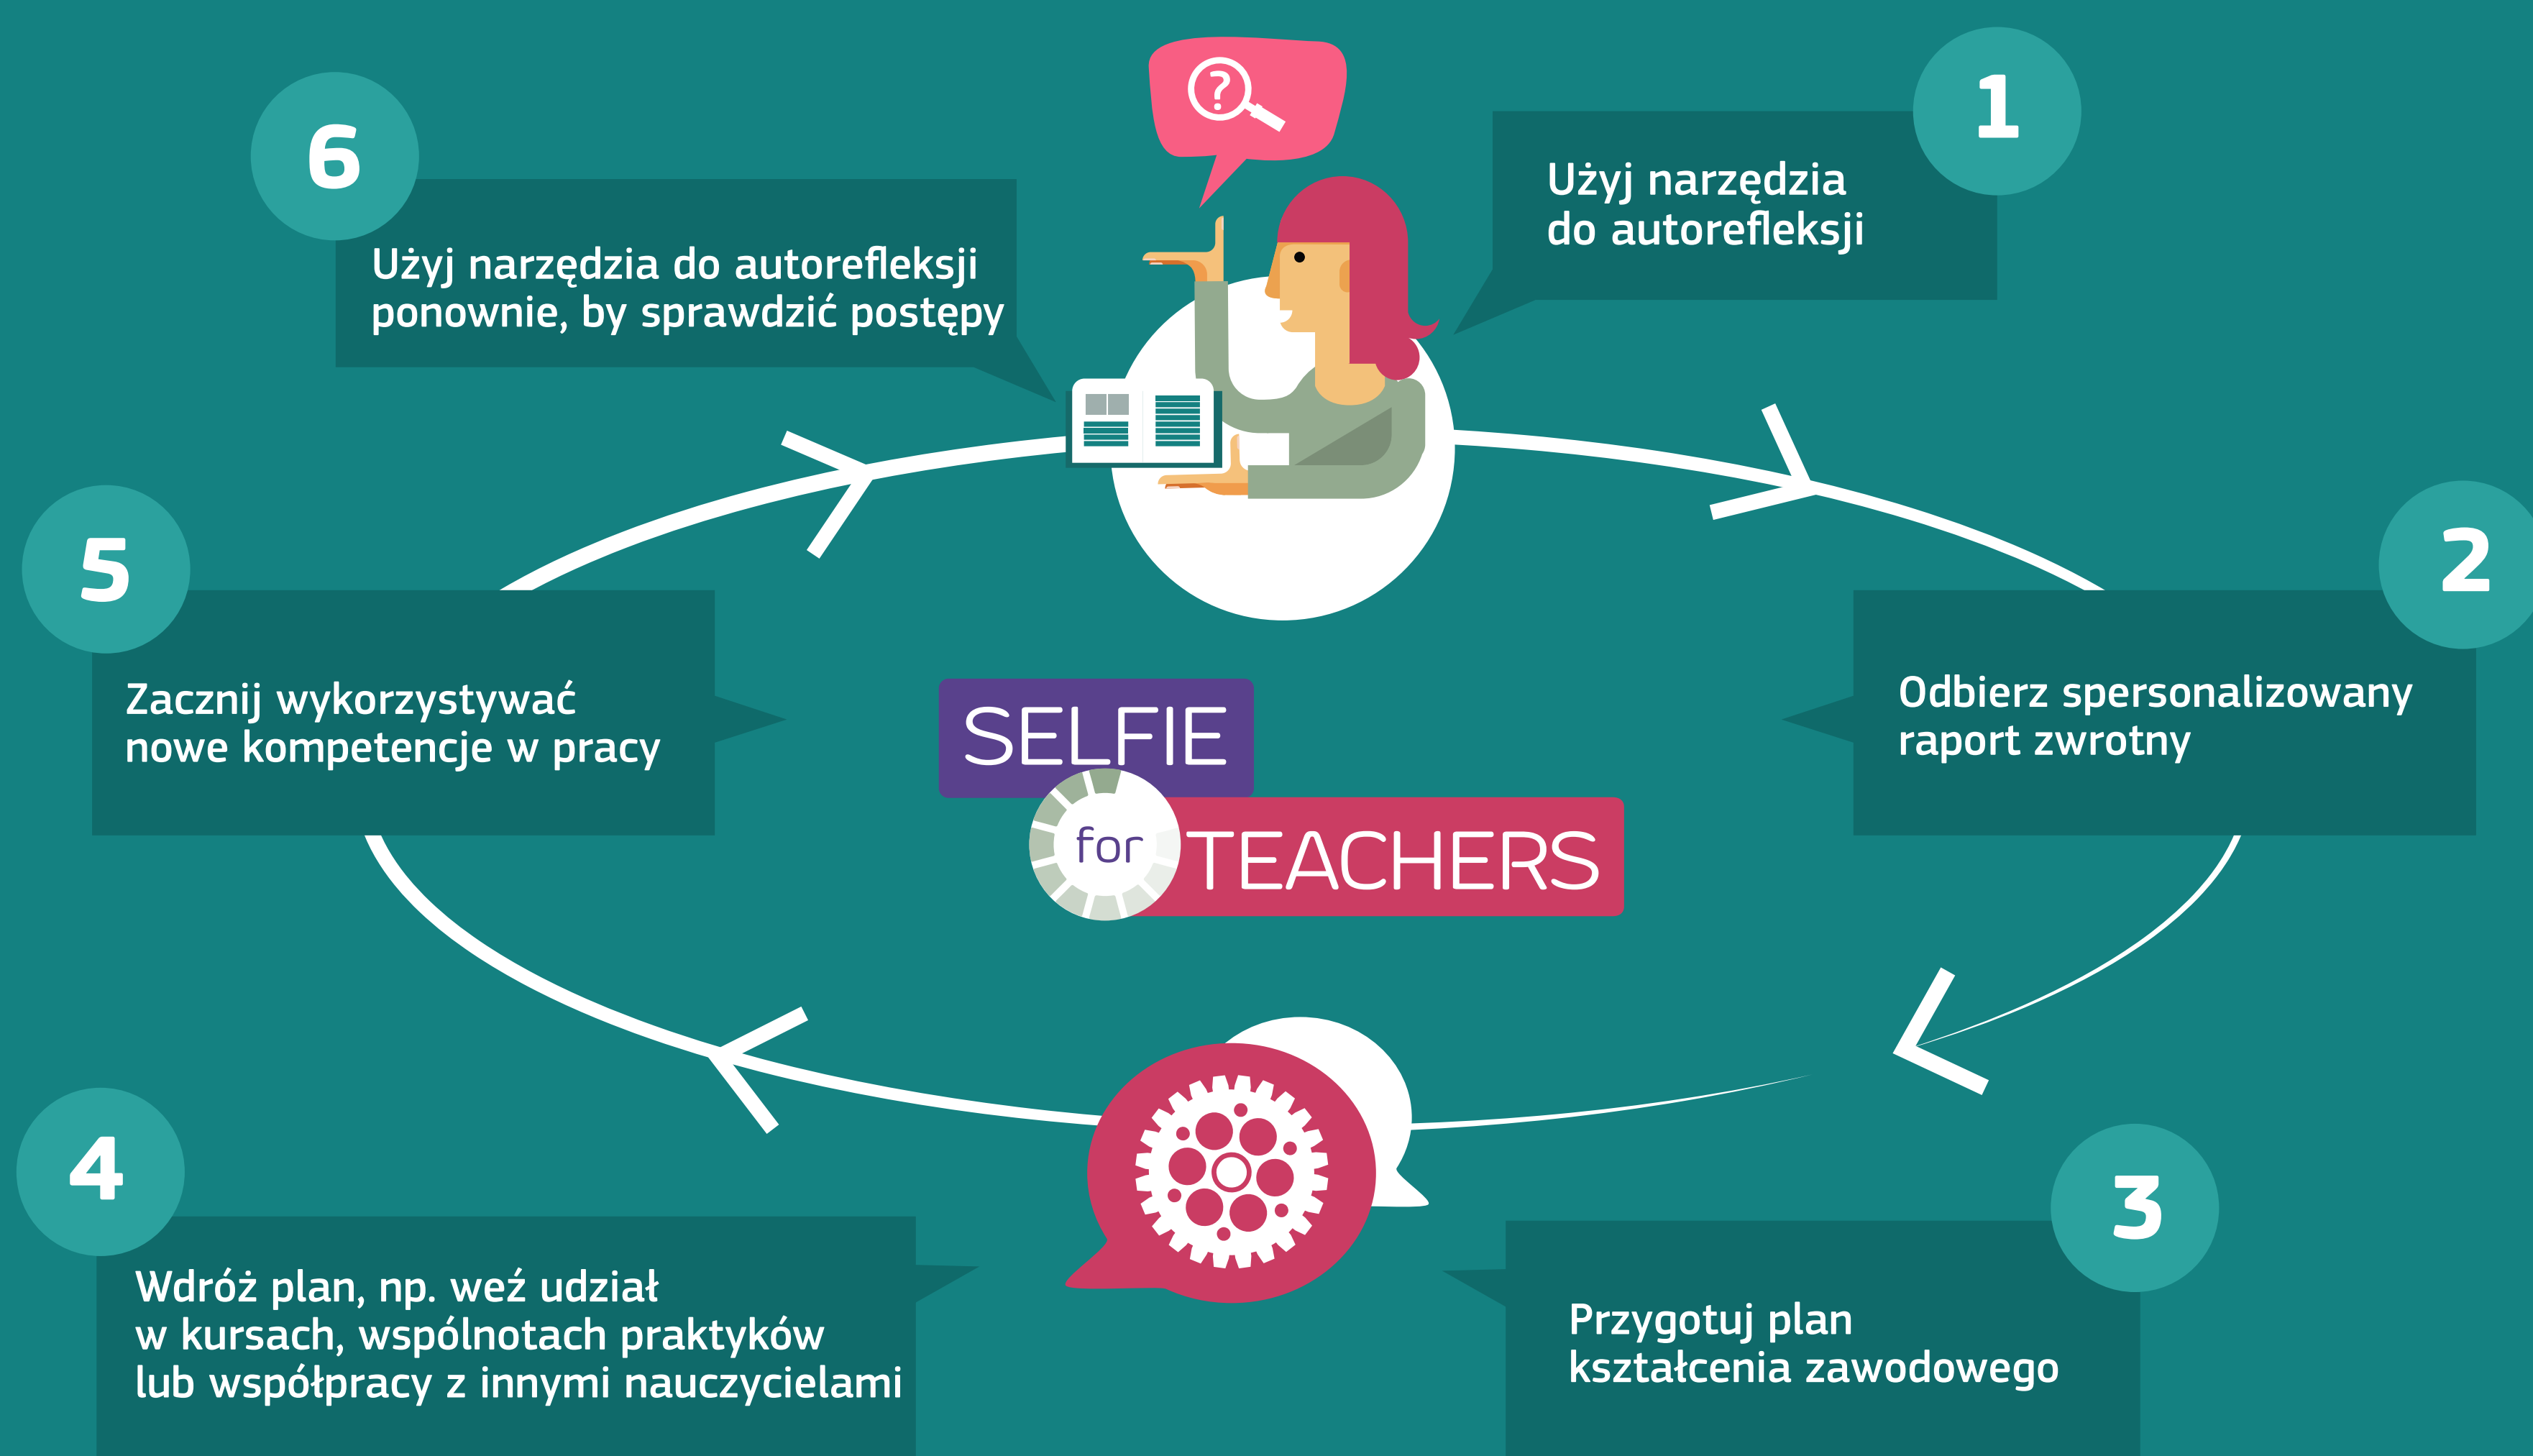 1
Użyj narzędzia
do autorefleksji
2
Odbierz spersonalizowany
raport zwrotny
3
Przygotuj plan
kształcenia zawodowego
4
Wdróż plan, np. weź udział
w kursach, wspólnotach praktyków
lub współpracy z innymi nauczycielami
5
Zacznij wykorzystywać
nowe kompetencje w pracy
6
Użyj narzędzia do autorefleksji
ponownie, by sprawdzić postępy
?
SELFIE
for TEACHERS